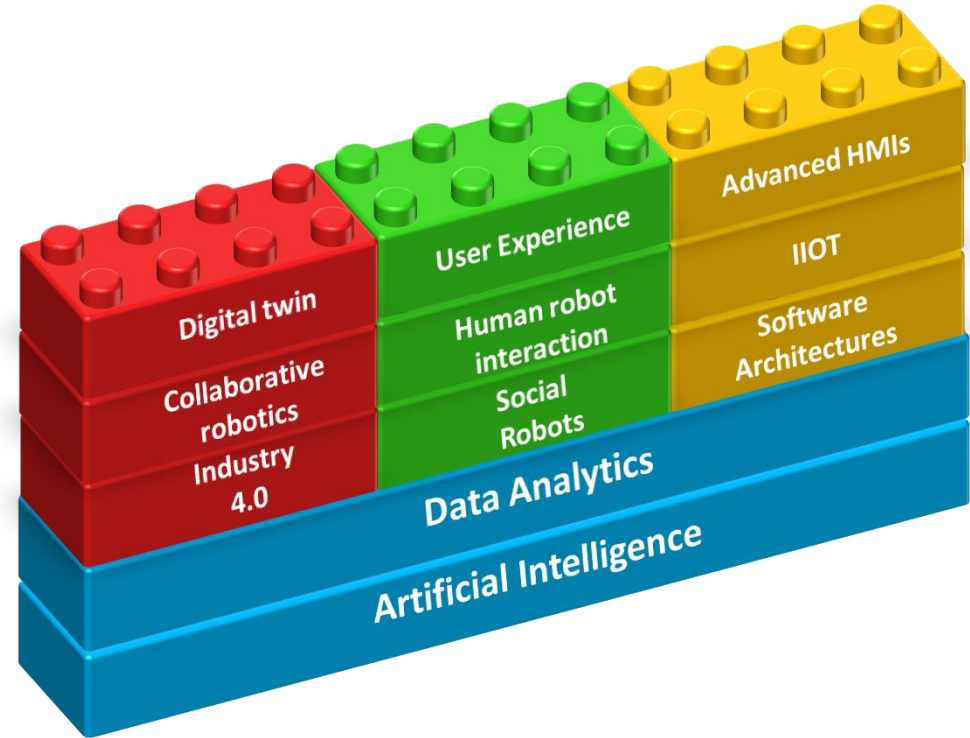 Digital twin
Collaborative
robotics
Industry
4.0
User Experience
Human robot
interaction
Social
Robots
Advanced HMIs
IIOT
Software
Architectures
Data Analytics
Artificial Intelligence